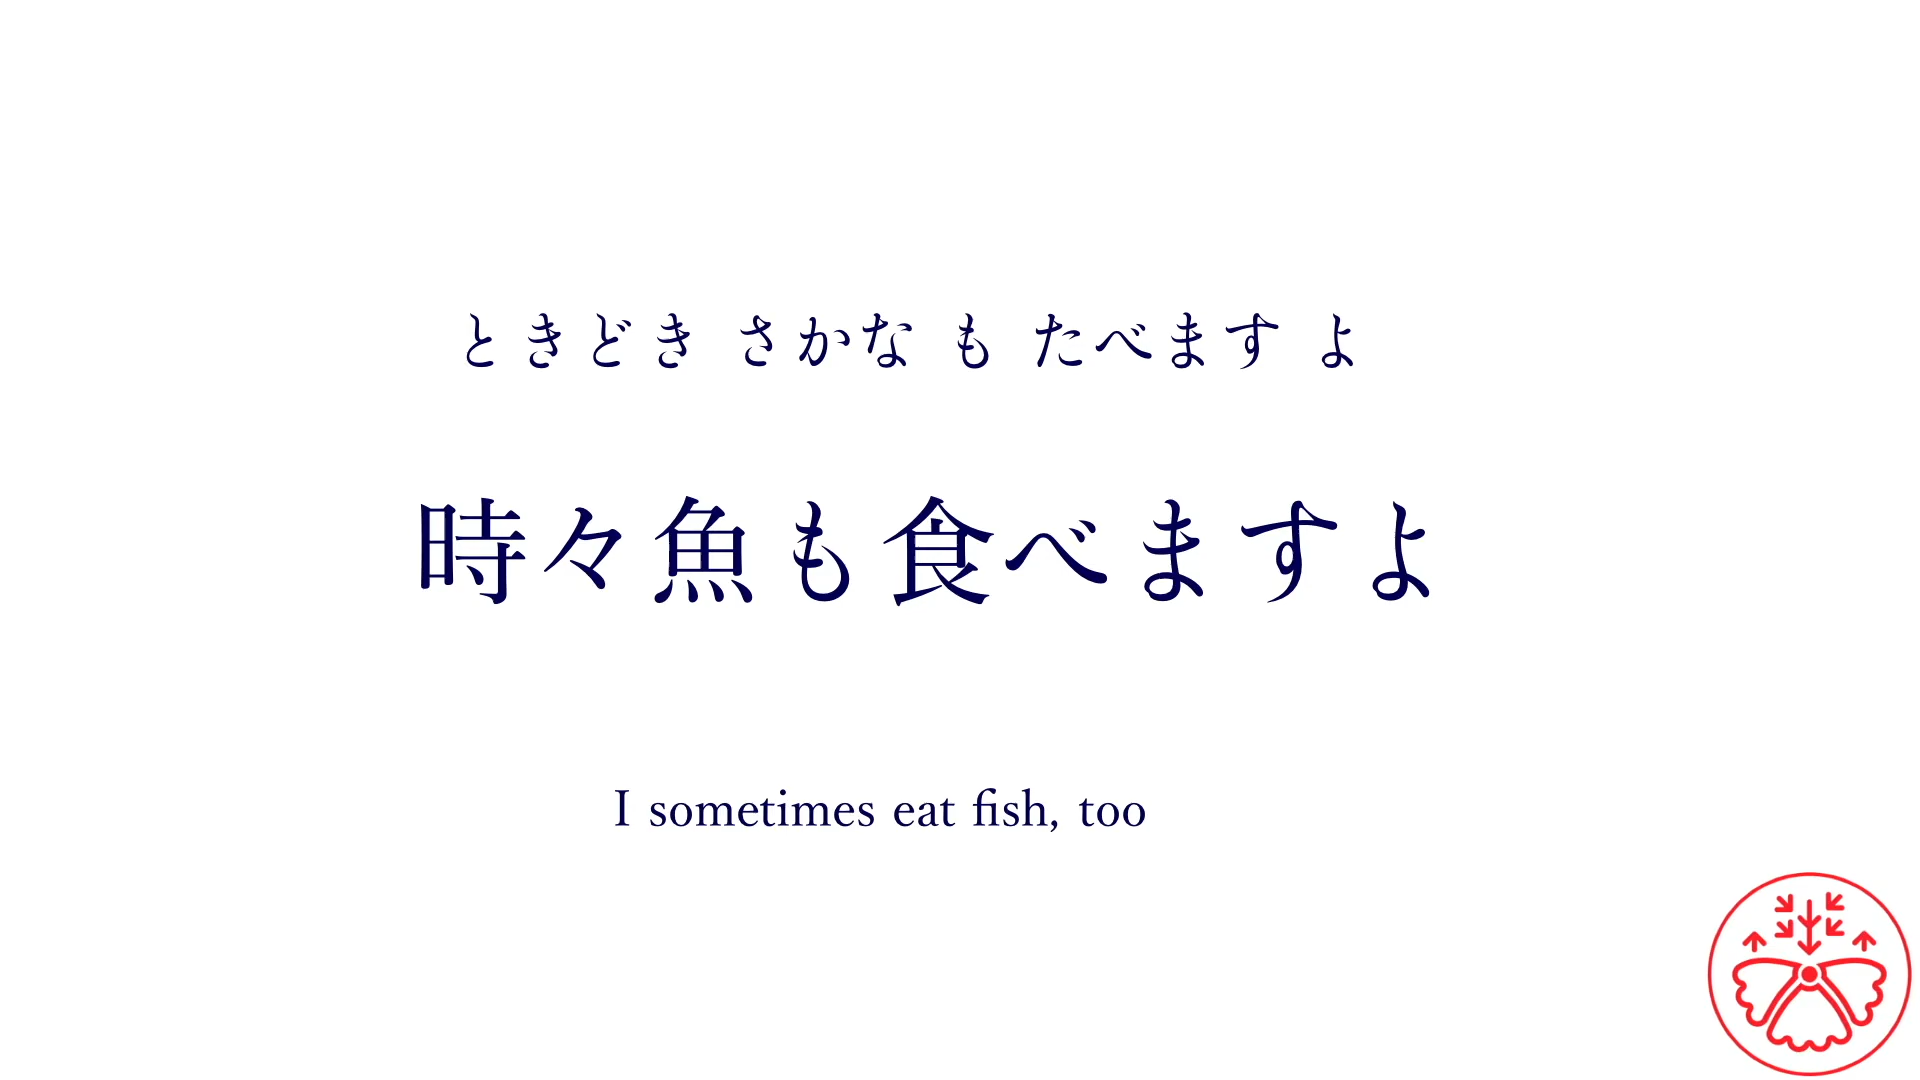 ときどき さかな も たべます よ
時々魚も食べますよ
I sometimes eat fish, too